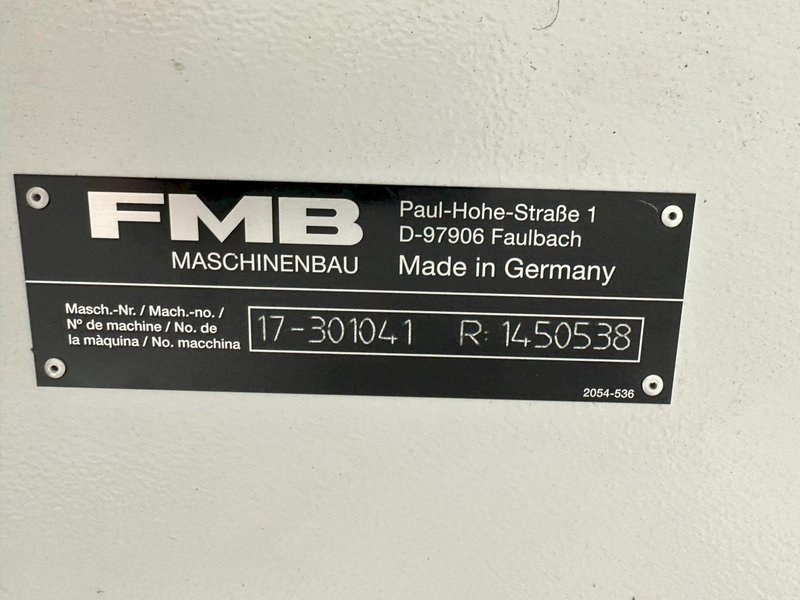 FMB
MASCHINENBAU
Paul-Hohe-Straße 1
D-97906 Faulbach
Made in Germany
Masch.-Nr. / Mach.-no. /
Nº de machine / No. de
la màquina / No. macchina
17-301041 R: 1450538
2054-536